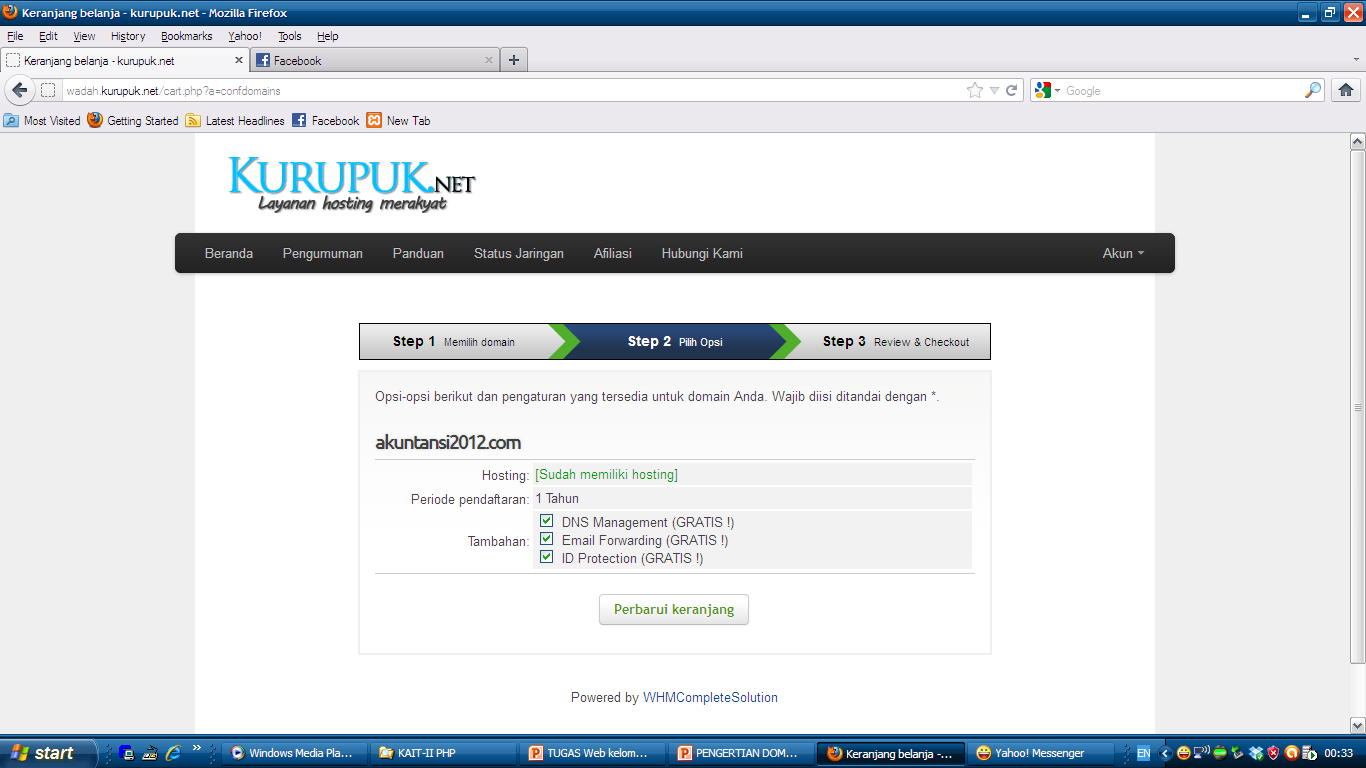 Keranjang belanja - kurupuk.net - Mozilla Firefox
File Edit View History Bookmarks Yahoo! Tools Help
Keranjang belanja - kurupuk.net Facebook
wadah.kurupuk.net/cart.php?a=confdomains Google
Most Visited Getting Started Latest Headlines Facebook New Tab
KURUPUK.NET
Layanan hosting merakyat
Beranda Pengumuman Panduan Status Jaringan Afiliasi Hubungi Kami Akun
Step 1 Memilih domain Step 2 Pilih Opsi Step 3 Review & Checkout
Opsi-opsi berikut dan pengaturan yang tersedia untuk domain Anda. Wajib diisi ditandai dengan *.
akuntansi2012.com
Hosting: [Sudah memiliki hosting]
Periode pendaftaran: 1 Tahun
Tambahan:
DNS Management (GRATIS !)
Email Forwarding (GRATIS !)
ID Protection (GRATIS !)
Perbarui keranjang
Powered by WHMCompleteSolution
start Windows Media Pla... KAIT-II PHP TUGAS Web kelom... PENGERTIAN DOM... Keranjang belanja -... Yahoo! Messenger EN 00:33